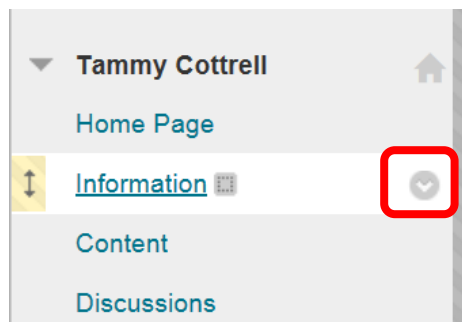 Tammy Cottrell
Home Page
Information
Content
Discussions